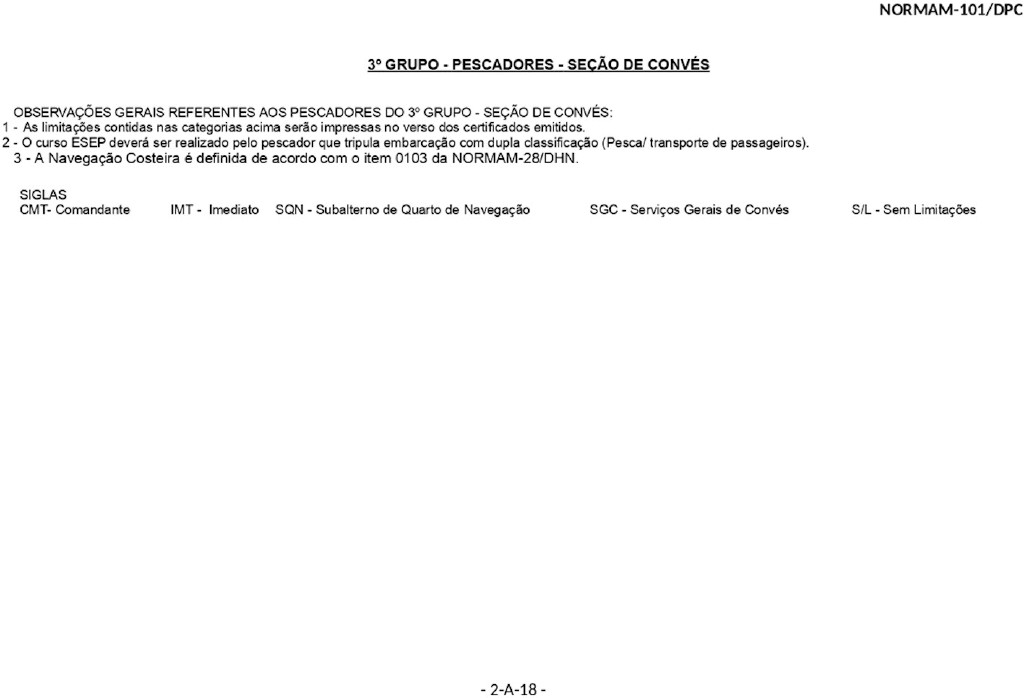 NORMAM-101/DPC
3º GRUPO - PESCADORES - SEÇÃO DE CONVÉS
OBSERVAÇÕES GERAIS REFERENTES AOS PESCADORES DO 3º GRUPO - SEÇÃO DE CONVÉS:
1 - As limitações contidas nas categorias acima serão impressas no verso dos certificados emitidos.
2 - O curso ESEP deverá ser realizado pelo pescador que tripula embarcação com dupla classificação (Pesca/ transporte de passageiros).
3 - A Navegação Costeira é definida de acordo com o item 0103 da NORMAM-28/DHN.
SIGLAS
CMT- Comandante IMT - Imediato SQN - Subalterno de Quarto de Navegação SGC - Serviços Gerais de Convés S/L - Sem Limitações
- 2-A-18 -